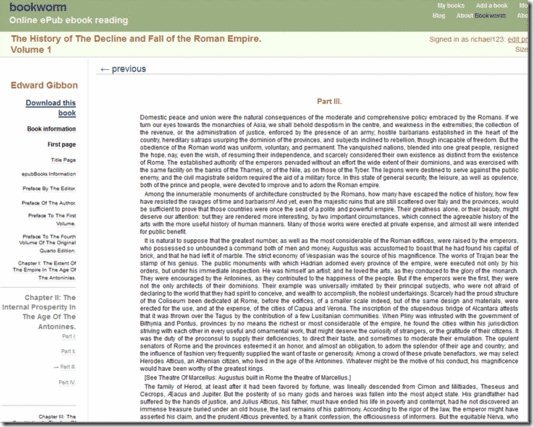 bookworm
Online ePub ebook reading
My books Add a book
Blog About Bookworm
The History of The Decline and Fall of the Roman Empire.
Volume 1
Signed in as richael123:
Edward Gibbon
Download this
book
Book information
First page
Title Page
epubBooks Information
Preface By The Editor.
Preface Of The Author.
Preface To The First
Volume.
Preface To The Fourth
Volume Of The Original
Quarto Edition.
Chapter I: The Extent Of
The Empire In The Age Of
The Antoninies.
Chapter II: The
Internal Prosperity In
The Age Of The
Antonines.
Part I.
Part II.
— Part III.
Part IV.
Chapter III: The
← previous
Part III.
Domestic peace and union were the natural consequences of the moderate and comprehensive policy embraced by the Romans. If we
turn our eyes towards the monarchies of Asia, we shall behold despotism in the centre, and weakness in the extremities; the collection of
the revenue, or the administration of justice, enforced by the presence of an army; hostile barbarians established in the heart of the
country, hereditary satraps usurping the dominion of the provinces, and subjects inclined to rebellion, though incapable of freedom. But the
obedience of the Roman world was uniform, voluntary, and permanent. The vanquished nations, blended into one great people, resigned
the hope, nay, even the wish, of resuming their independence, and scarcely considered their own existence as distinct from the existence
of Rome. The established authority of the emperors pervaded without an effort the wide extent of their dominions, and was exercised with
the same facility on the banks of the Thames, or of the Nile, as on those of the Tyber. The legions were destined to serve against the public
enemy, and the civil magistrate seldom required the aid of a military force. In this state of general security, the leisure, as well as opulence,
both of the prince and people, were devoted to improve and to adorn the Roman empire.
Among the innumerable monuments of architecture constructed by the Romans, how many have escaped the notice of history, how few
have resisted the ravages of time and barbarism! And yet, even the majestic ruins that are still scattered over Italy and the provinces, would
be sufficient to prove that those countries were once the seat of a polite and powerful empire. Their greatness alone, or their beauty, might
deserve our attention: but they are rendered more interesting, by two important circumstances, which connect the agreeable history of the
arts with the more useful history of human manners. Many of those works were erected at private expense, and almost all were intended
for public benefit.
It is natural to suppose that the greatest number, as well as the most considerable of the Roman edifices, were raised by the emperors,
who possessed so unbounded a command both of men and money. Augustus was accustomed to boast that he had found his capital of
brick, and that he had left it of marble. The strict economy of Vespasian was the source of his magnificence. The works of Trajan bear the
stamp of his genius. The public monuments with which Hadrian adorned every province of the empire, were executed not only by his
orders, but under his immediate inspection. He was himself an artist; and he loved the arts, as they conduced to the glory of the monarch.
They were encouraged by the Antonines, as they contributed to the happiness of the people. But if the emperors were the first, they were
not the only architects of their dominions. Their example was universally imitated by their principal subjects, who were not afraid of
declaring to the world that they had spirit to conceive, and wealth to accomplish, the noblest undertakings. Scarcely had the proud structure
of the Coliseum been dedicated at Rome, before the edifices, of a smaller scale indeed, but of the same design and materials, were
erected for the use, and at the expense, of the cities of Capua and Verona. The inscription of the stupendous bridge of Alcantara attests
that it was thrown over the Tagus by the contribution of a few Lusitanian communities. When Pliny was intrusted with the government of
Bithynia and Pontus, provinces by no means the richest or most considerable of the empire, he found the cities within his jurisdiction
striving with each other in every useful and ornamental work, that might deserve the curiosity of strangers, or the gratitude of their citizens. It
was the duty of the proconsul to supply their deficiencies, to direct their taste, and sometimes to moderate their emulation. The opulent
senators of Rome and the provinces esteemed it an honor, and almost an obligation, to adorn the splendor of their age and country; and
the influence of fashion very frequently supplied the want of taste or generosity. Among a crowd of these private benefactors, we may select
Herodes Atticus, an Athenian citizen, who lived in the age of the Antonines. Whatever might be the motive of his conduct, his magnificence
would have been worthy of the greatest kings.
[See Theatre Of Marcellus: Augustus built in Rome the theatre of Marcellus.]
The family of Herod, at least after it had been favored by fortune, was lineally descended from Cimon and Miltiades, Theseus and
Cecrops, Æacus and Jupiter. But the posterity of so many gods and heroes was fallen into the most abject state. His grandfather had
suffered by the hands of justice, and Julius Atticus, his father, must have ended his life in poverty and contempt, had he not discovered an
immense treasure buried under an old house, the last remains of his patrimony. According to the rigor of the law, the emperor might have
asserted his claim, and the prudent Atticus prevented, by a frank confession, the officiousness of informers. But the equitable Nerva, who